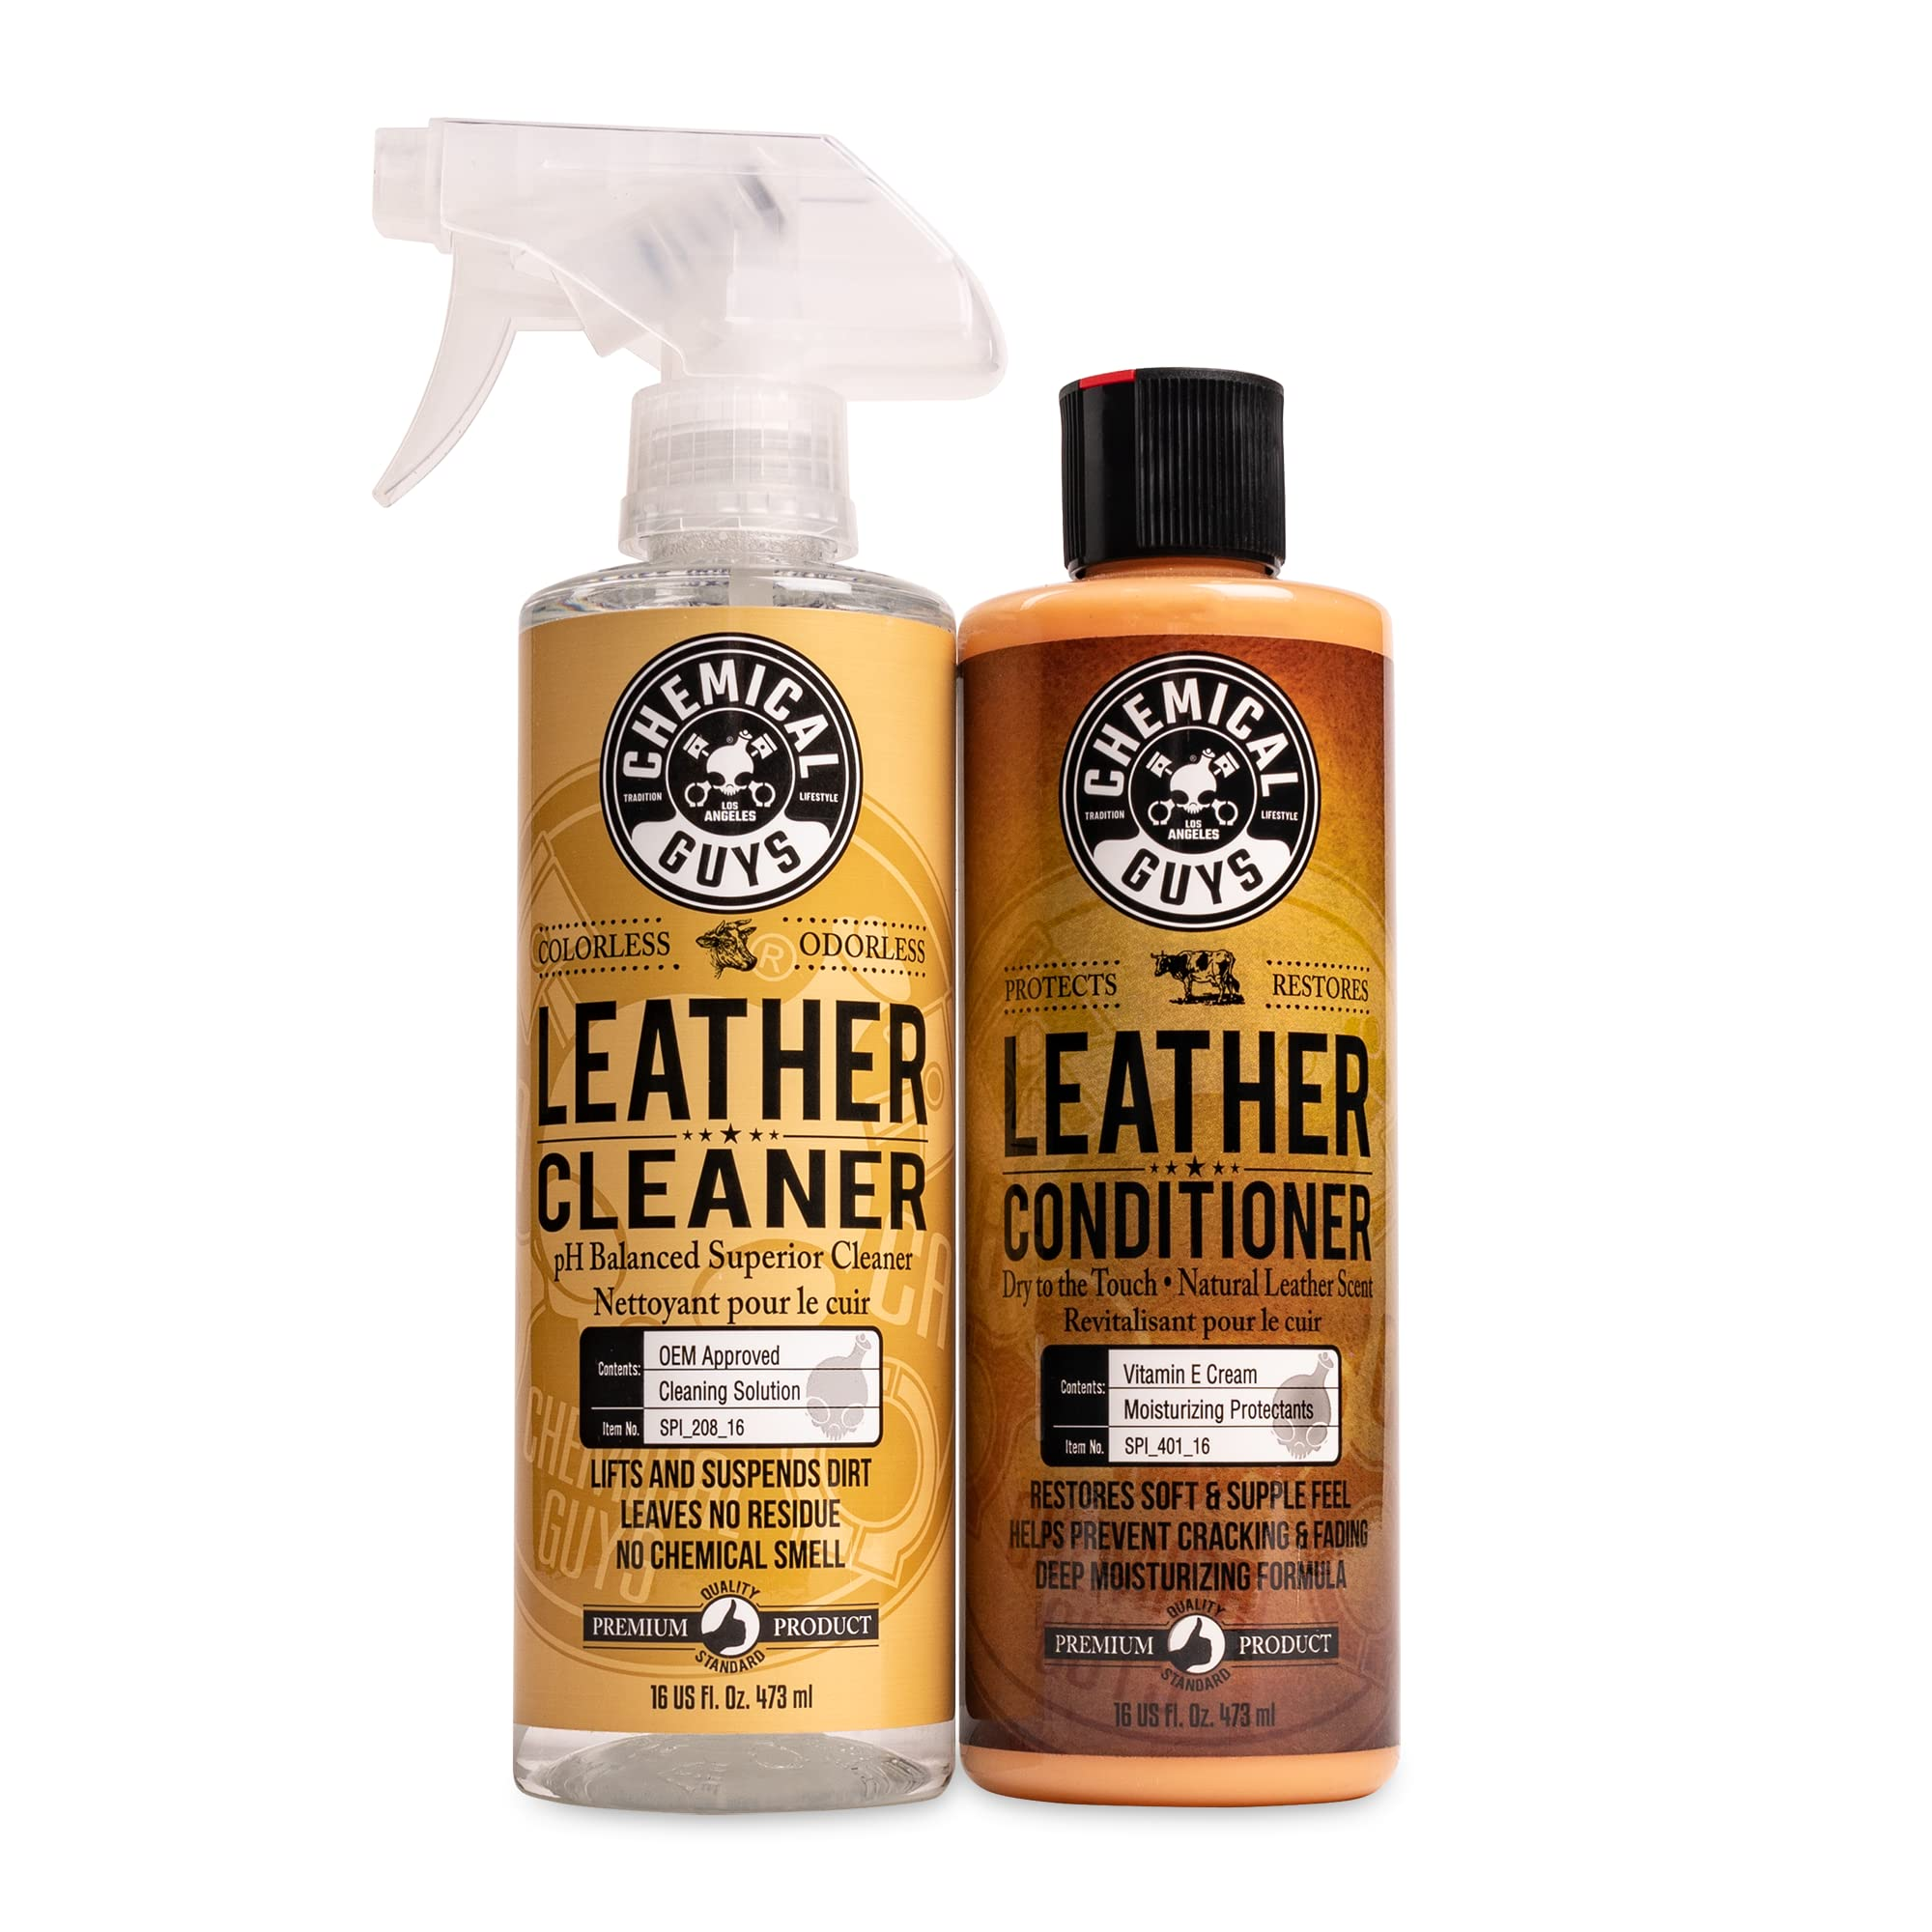 CHEMICAL
TRADITION
LIFESTYLE
LOS
ANGELES
GUYS
COLORLESS ODORLESS
LEATHER
CLEANER
pH Balanced Superior Cleaner
Nettoyant pour le cuir
Contents: OEM Approved
Cleaning Solution
Item No. SPI_208_16
LIFTS AND SUSPENDS DIRT
LEAVES NO RESIDUE
NO CHEMICAL SMELL
QUALITY
PREMIUM PRODUCT
STANDARD
16 US Fl. Oz. 473 ml
CHEMICAL
TRADITION
LIFESTYLE
LOS
ANGELES
GUYS
PROTECTS RESTORES
LEATHER
CONDITIONER
Dry to the Touch • Natural Leather Scent
Revitalisant pour le cuir
Contents: Vitamin E Cream
Moisturizing Protectants
Item No. SPI_401_16
RESTORES SOFT & SUPPLE FEEL
HELPS PREVENT CRACKING & FADING
DEEP MOISTURIZING FORMULA
QUALITY
PREMIUM PRODUCT
STANDARD
16 US Fl. Oz. 473 ml